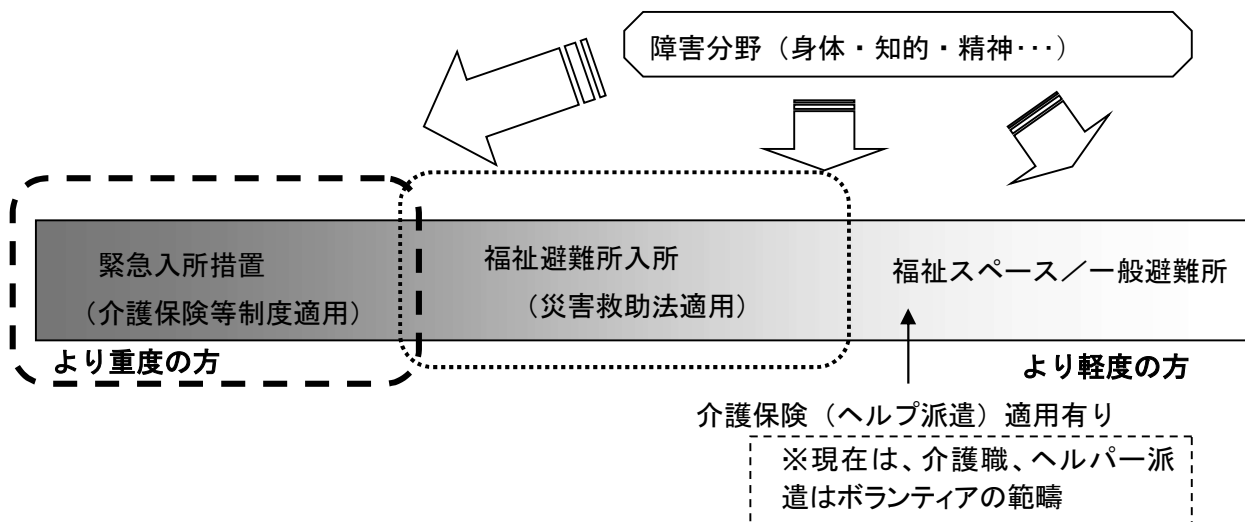 障害分野（身体・知的・精神･･･）
緊急入所措置
（介護保険等制度適用）
福祉避難所入所
（災害救助法適用）
福祉スペース／一般避難所
より重度の方
より軽度の方
介護保険（ヘルプ派遣）適用有り
※現在は、介護職、ヘルパー派
遣はボランティアの範疇